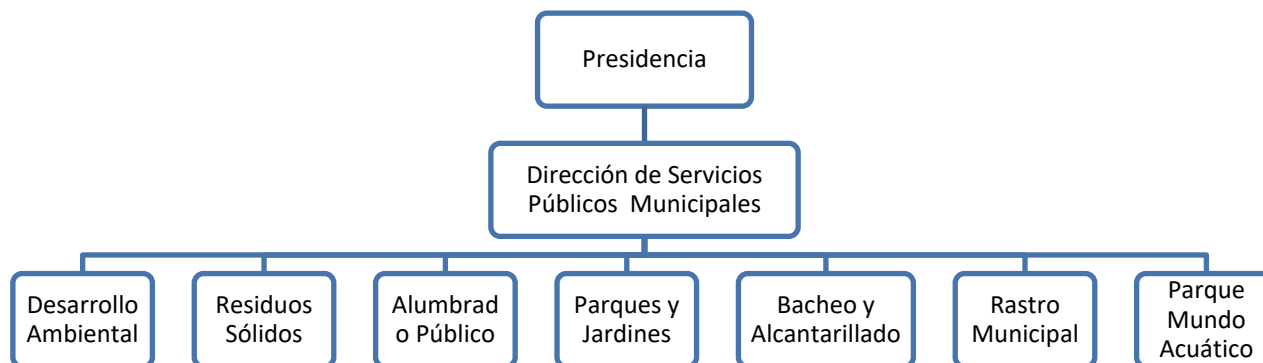 Presidencia
Dirección de Servicios
Públicos Municipales
Desarrollo
Ambiental
Residuos
Sólidos
Alumbrad
o Público
Parques y
Jardines
Bacheo y
Alcantarillado
Rastro
Municipal
Parque
Mundo
Acuático